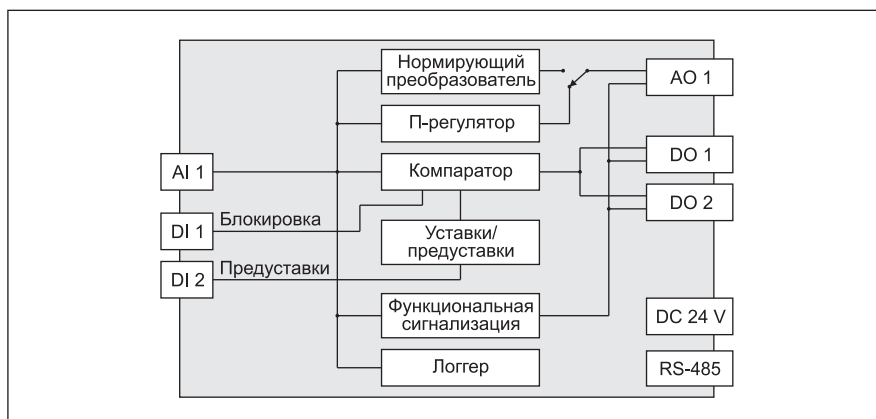 Нормирующий
преобразователь
AO 1
П-регулятор
DO 1
AI 1
Компаратор
DO 2
DI 1
Блокировка
Уставки/
предуставки
DI 2
Предуставки
Функциональная
сигнализация
DC 24 V
Логгер
RS-485